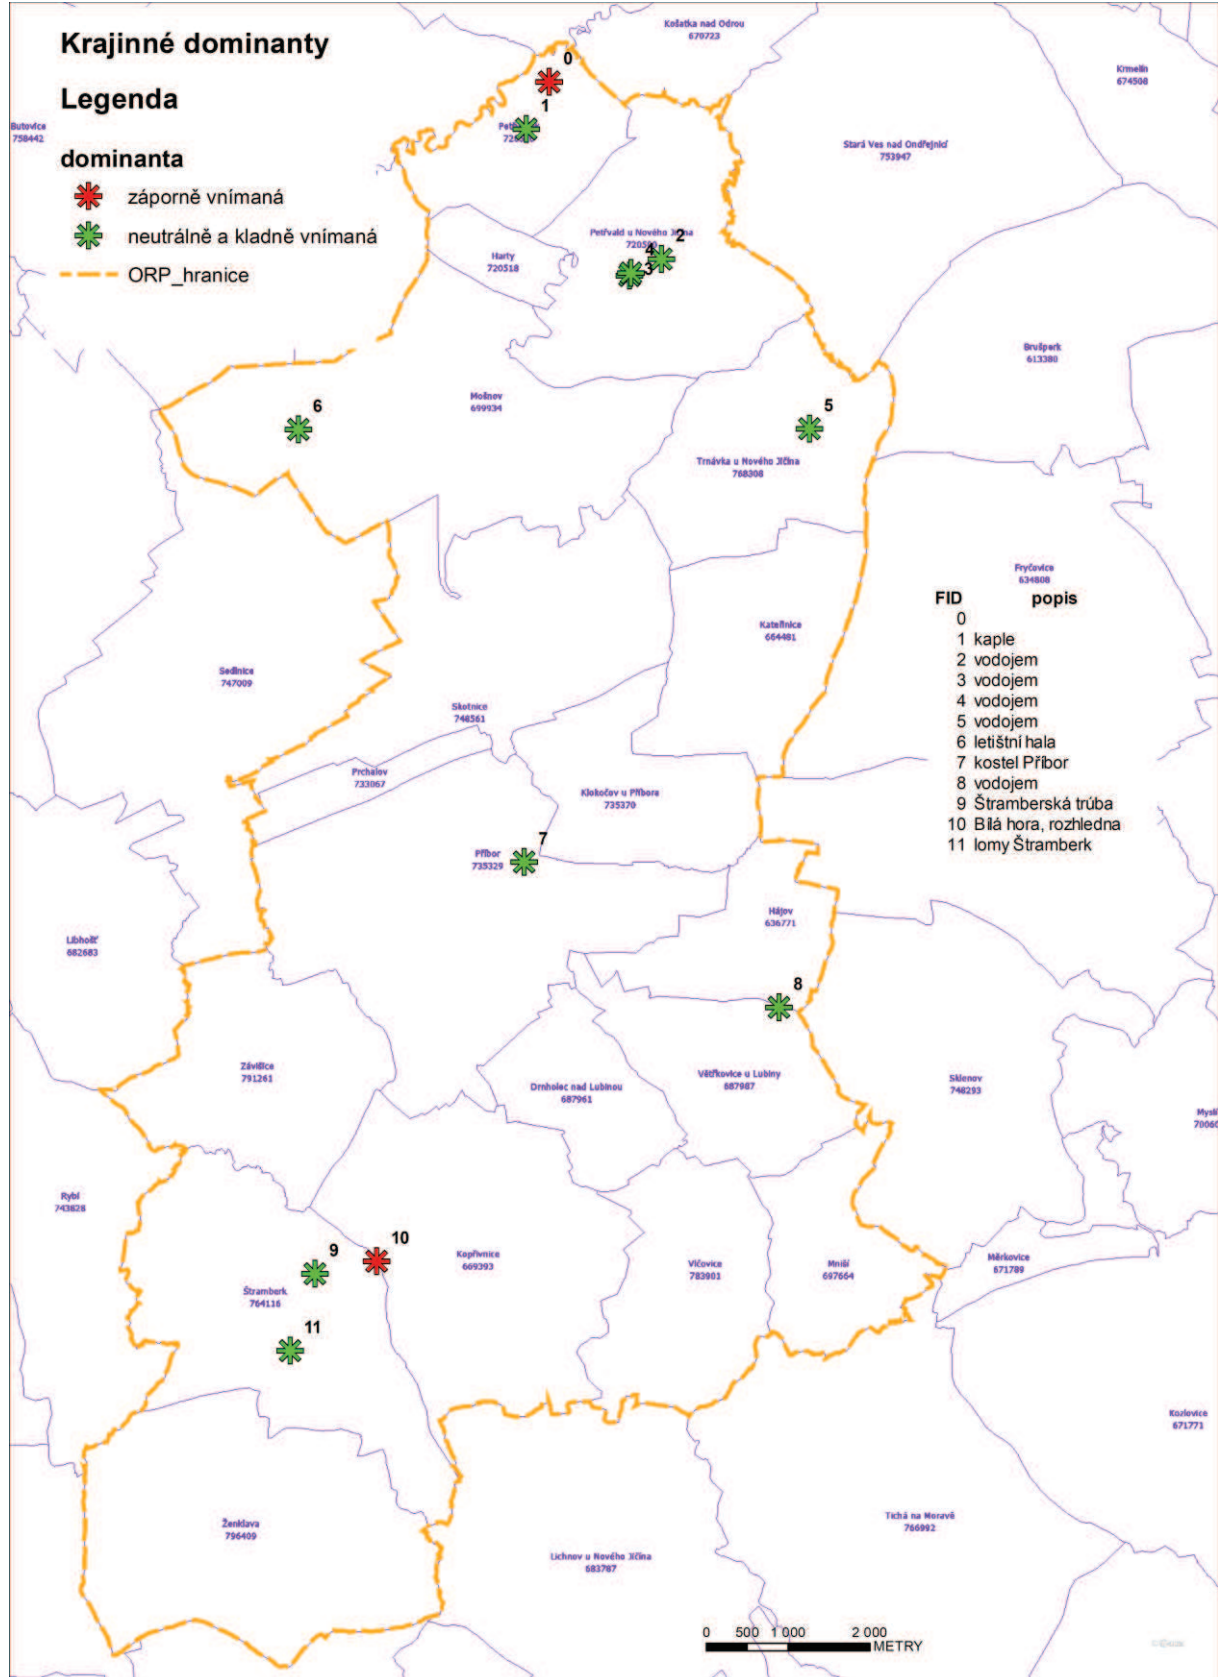 Krajinné dominanty
Legenda
dominanta
záporně vnímaná
neutrálně a kladně vnímaná
ORP_hranice
Košatka nad Odrou
670723
Krmelín
674508
Butovice
758442
0
1
Stará Ves nad Ondřejnicí
753947
Petřvald u Nového Jičína
2
4
3
Harty
720518
Brušperk
613380
Mošnov
699934
6
5
Trnávka u Nového Jičína
768308
Fryčovice
634808
FID popis
0
1 kaple
2 vodojem
3 vodojem
4 vodojem
5 vodojem
6 letištní hala
7 kostel Příbor
8 vodojem
9 Štramberská trúba
10 Bílá hora, rozhledna
11 lomy Štramberk
Kateřinice
664481
Sedlnice
747009
Skotnice
748561
Prchalov
733067
Klokočov u Příbora
735370
7
Příbor
735329
Hájov
636771
Libhošť
682683
8
Závišice
791261
Drnholec nad Lubinou
687961
Větřkovice u Lubiny
687987
Sklenov
748293
Rybí
743828
9
10
Kopřivnice
669393
Vlčovice
783901
Mniší
697664
Měrkovice
671789
Štramberk
764116
11
Kozlovice
671771
Ženklava
796409
Tichá na Moravě
766992
Lichnov u Nového Jičína
683787
0 500 1 000 2 000
METRY